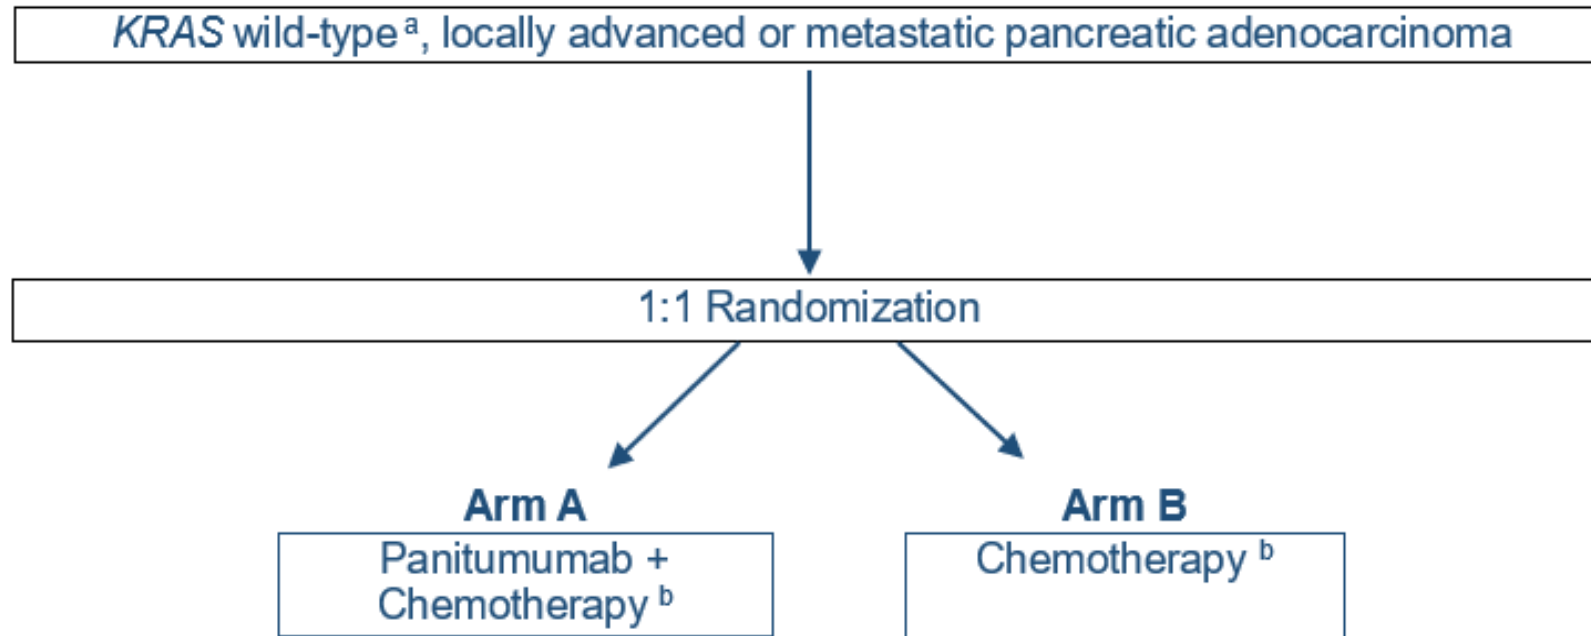 KRAS wild-type a, locally advanced or metastatic pancreatic adenocarcinoma
1:1 Randomization
Arm A
Panitumumab +
Chemotherapy b
Arm B
Chemotherapy b